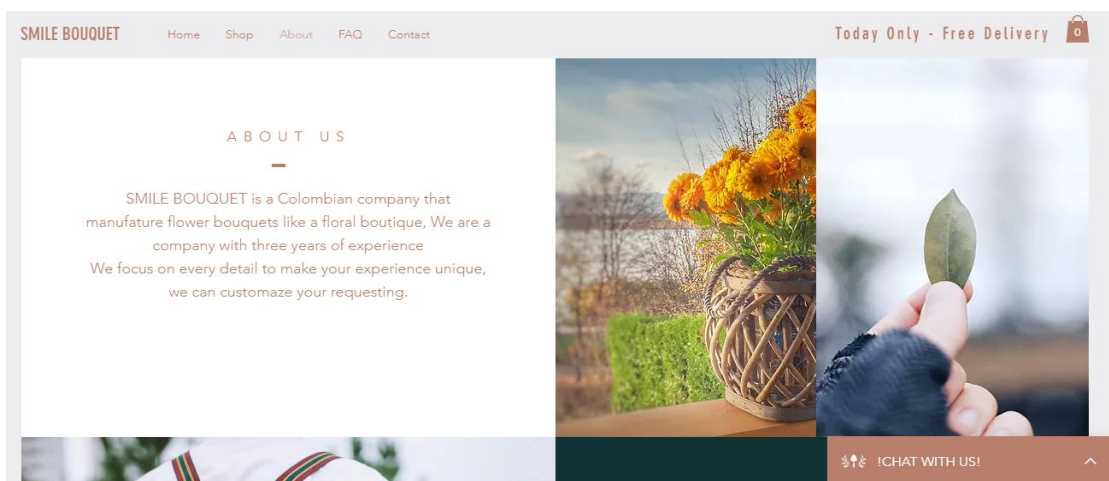 SMILE BOUQUET
Home Shop About FAQ Contact
Today Only - Free Delivery
0
ABOUT US
SMILE BOUQUET is a Colombian company that
manufature flower bouquets like a floral boutique, We are a
company with three years of experience
We focus on every detail to make your experience unique,
we can customaze your requesting.
!CHAT WITH US!